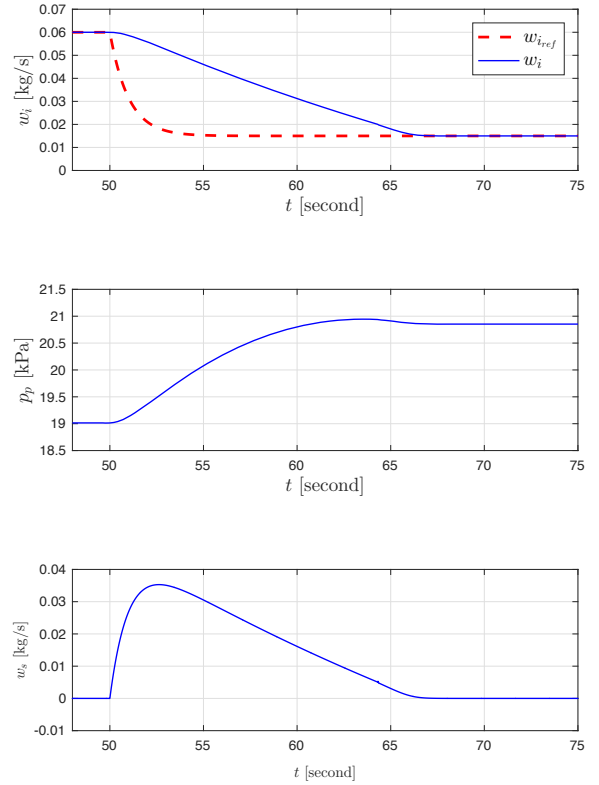 0.07
0.06
0.05
0.04
0.03
0.02
0.01
0
w_i [kg/s]
w_{i_{ref}}
w_i
50 55 60 65 70 75
t [second]
21.5
21
20.5
20
19.5
19
18.5
p_p [kPa]
50 55 60 65 70 75
t [second]
0.04
0.03
0.02
0.01
0
-0.01
w_s [kg/s]
50 55 60 65 70 75
t [second]